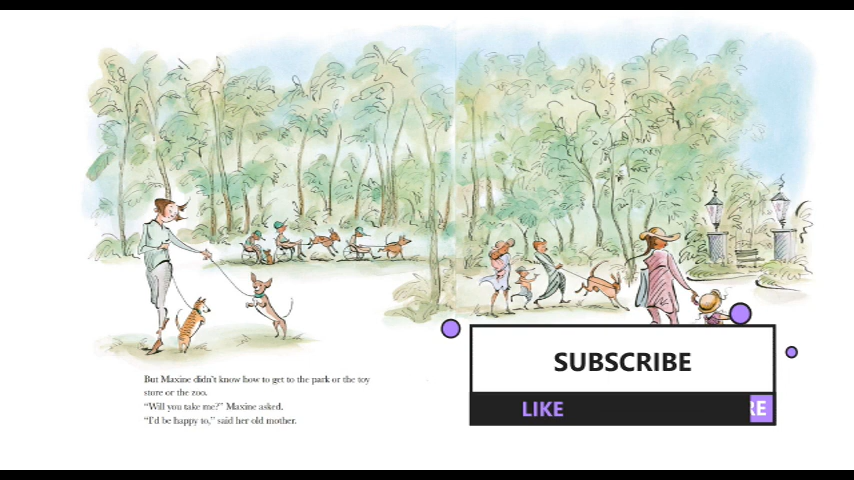 But Maxine didn't know how to get to the park or the toy
store or the zoo.
"Will you take me?" Maxine asked.
"I'd be happy to," said her old mother.
SUBSCRIBE
LIKE
RE